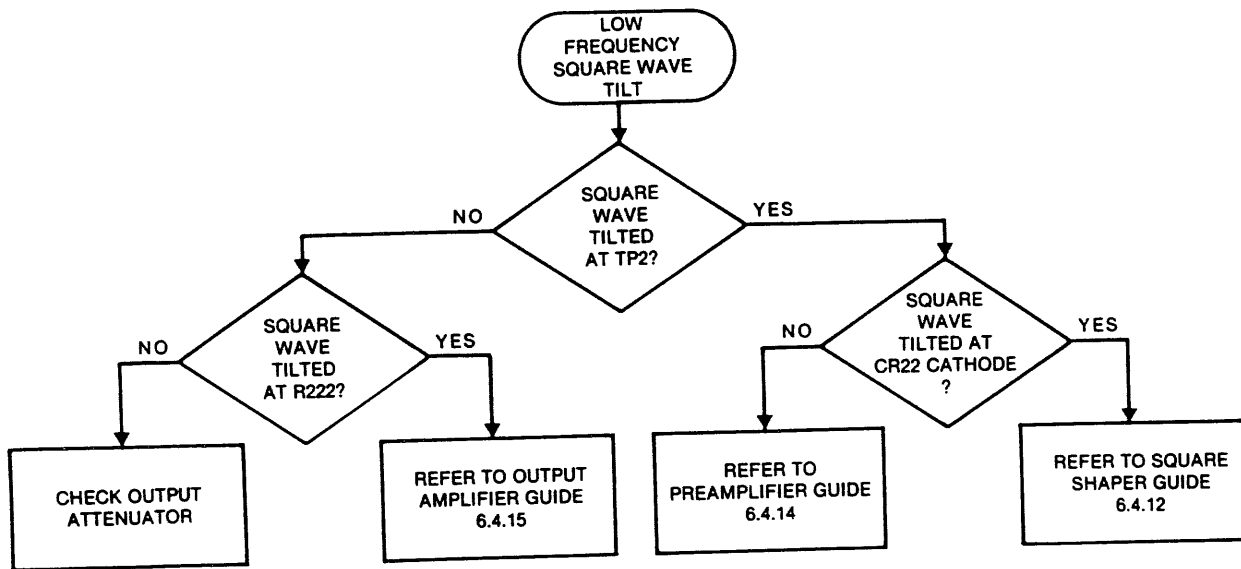 LOW
FREQUENCY
SQUARE WAVE
TILT
SQUARE
WAVE
TILTED
AT TP2?
NO
YES
SQUARE
WAVE
TILTED
AT R222?
NO
YES
SQUARE
WAVE
TILTED AT
CR22 CATHODE
?
NO
YES
CHECK OUTPUT
ATTENUATOR
REFER TO OUTPUT
AMPLIFIER GUIDE
6.4.15
REFER TO
PREAMPLIFIER GUIDE
6.4.14
REFER TO SQUARE
SHAPER GUIDE
6.4.12